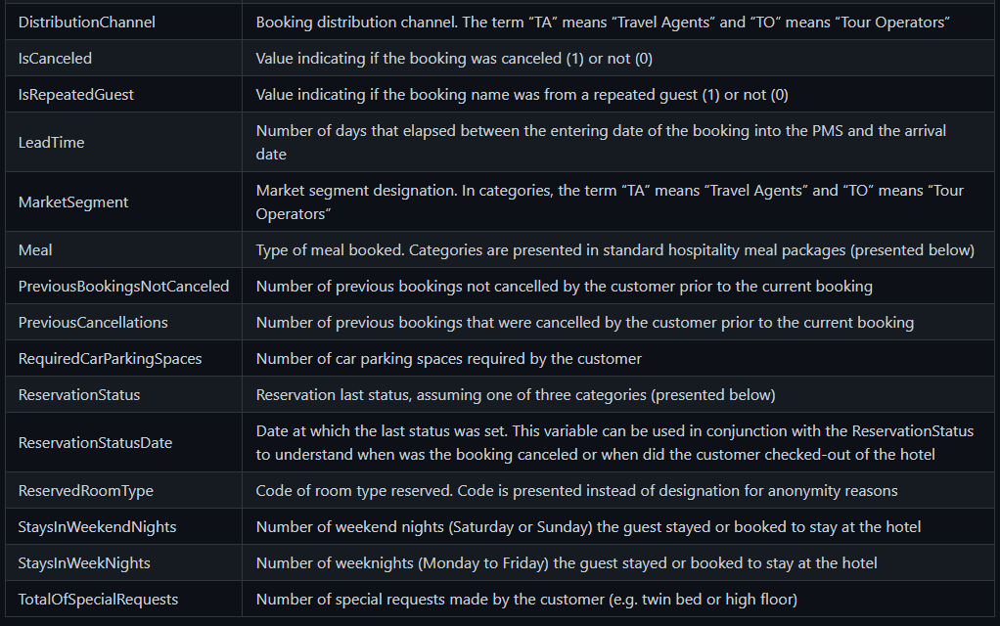 DistributionChannel
Booking distribution channel. The term “TA” means “Travel Agents” and “TO” means “Tour Operators”
IsCanceled
Value indicating if the booking was canceled (1) or not (0)
IsRepeatedGuest
Value indicating if the booking name was from a repeated guest (1) or not (0)
LeadTime
Number of days that elapsed between the entering date of the booking into the PMS and the arrival
date
MarketSegment
Market segment designation. In categories, the term “TA” means “Travel Agents” and “TO” means “Tour
Operators”
Meal
Type of meal booked. Categories are presented in standard hospitality meal packages (presented below)
PreviousBookingsNotCanceled
Number of previous bookings not cancelled by the customer prior to the current booking
PreviousCancellations
Number of previous bookings that were cancelled by the customer prior to the current booking
RequiredCarParkingSpaces
Number of car parking spaces required by the customer
ReservationStatus
Reservation last status, assuming one of three categories (presented below)
ReservationStatusDate
Date at which the last status was set. This variable can be used in conjunction with the ReservationStatus
to understand when was the booking canceled or when did the customer checked-out of the hotel
ReservedRoomType
Code of room type reserved. Code is presented instead of designation for anonymity reasons
StaysInWeekendNights
Number of weekend nights (Saturday or Sunday) the guest stayed or booked to stay at the hotel
StaysInWeekNights
Number of weeknights (Monday to Friday) the guest stayed or booked to stay at the hotel
TotalOfSpecialRequests
Number of special requests made by the customer (e.g. twin bed or high floor)